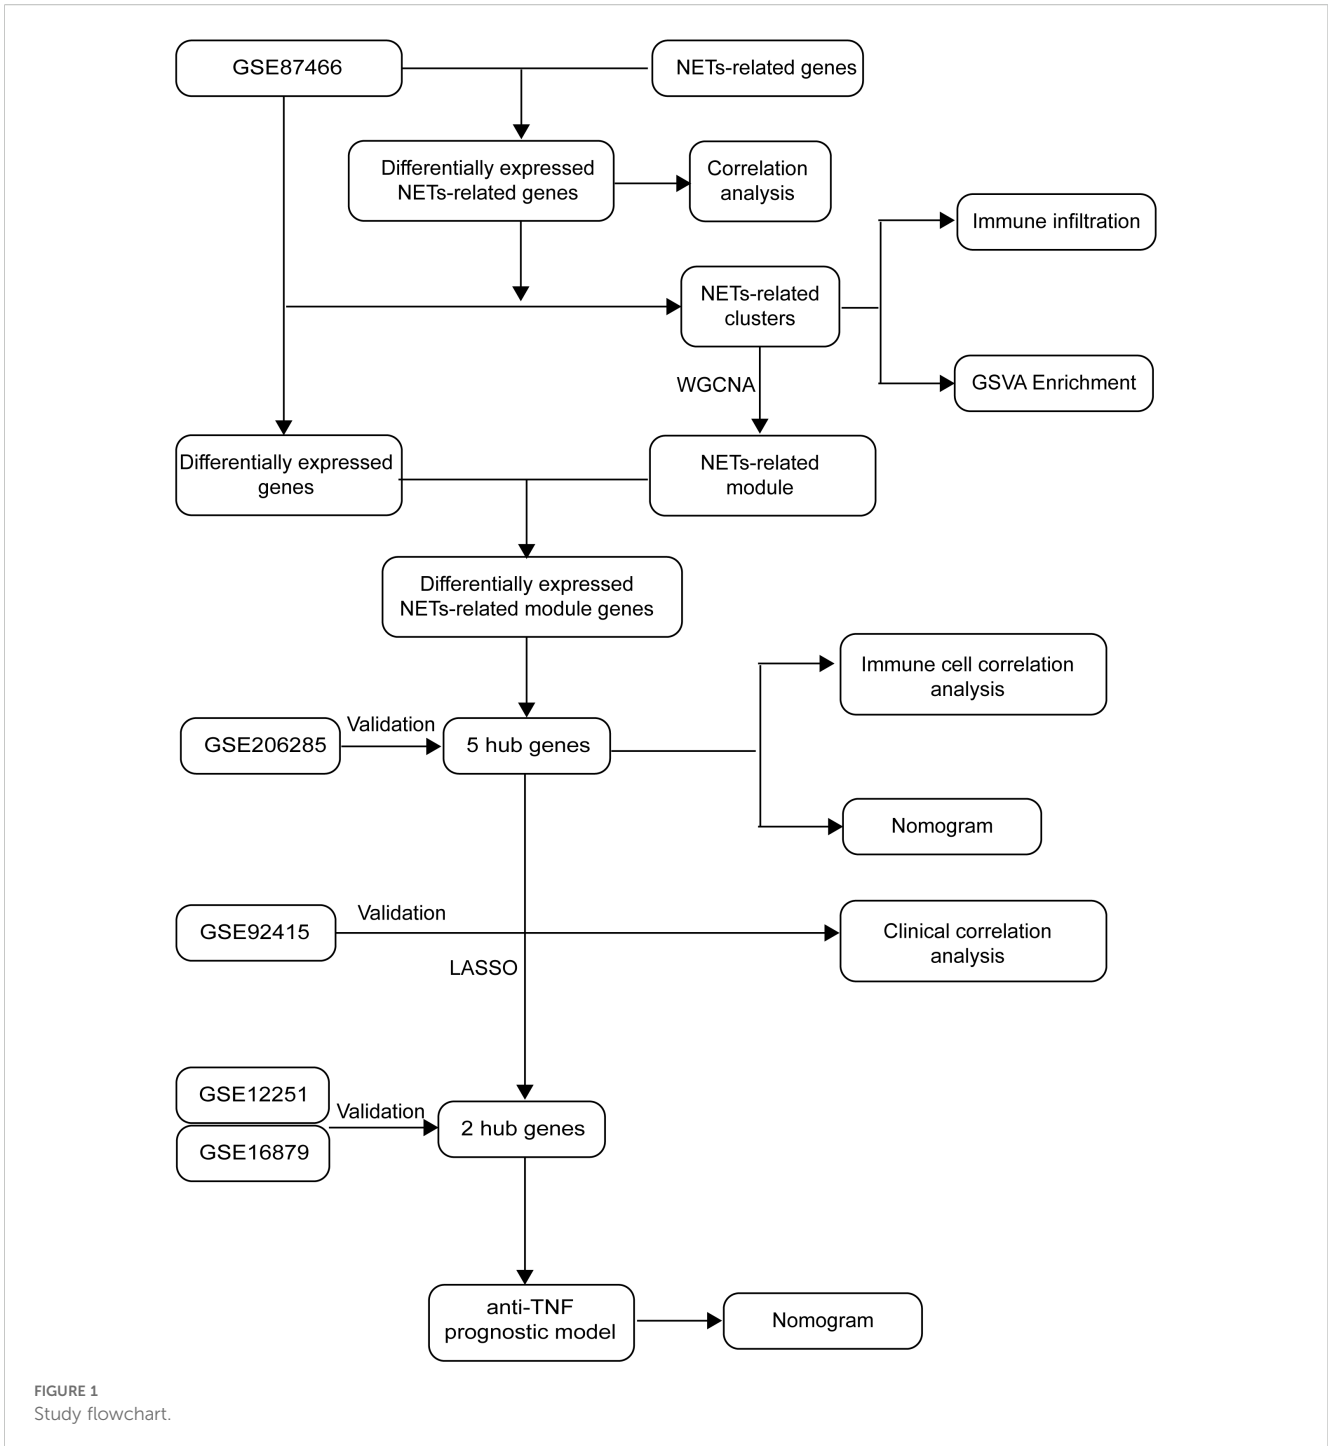 GSE87466
NETs-related genes
Differentially expressed
NETs-related genes
Correlation
analysis
Immune infiltration
NETs-related
clusters
GSVA Enrichment
WGCNA
Differentially expressed
genes
NETs-related
module
Differentially expressed
NETs-related module genes
Immune cell correlation
analysis
GSE206285
Validation
5 hub genes
Nomogram
GSE92415
Validation
Clinical correlation
analysis
LASSO
GSE12251
GSE16879
Validation
2 hub genes
anti-TNF
prognostic model
Nomogram
FIGURE 1
Study flowchart.